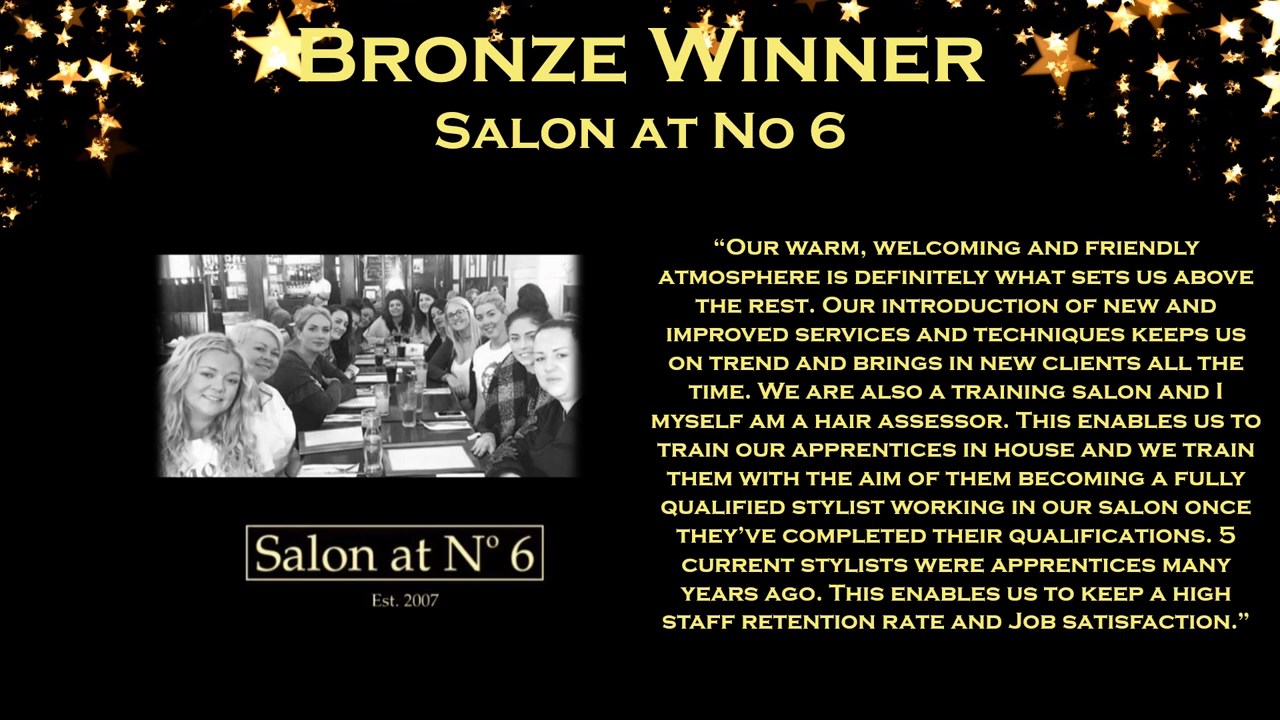 Bronze Winner
Salon at No 6
“Our warm, welcoming and friendly
atmosphere is definitely what sets us above
the rest. Our introduction of new and
improved services and techniques keeps us
on trend and brings in new clients all the
time. We are also a training salon and I
myself am a hair assessor. This enables us to
train our apprentices in house and we train
them with the aim of them becoming a fully
qualified stylist working in our salon once
they’ve completed their qualifications. 5
current stylists were apprentices many
years ago. This enables us to keep a high
staff retention rate and Job satisfaction.”
Salon at Nº 6
Est. 2007